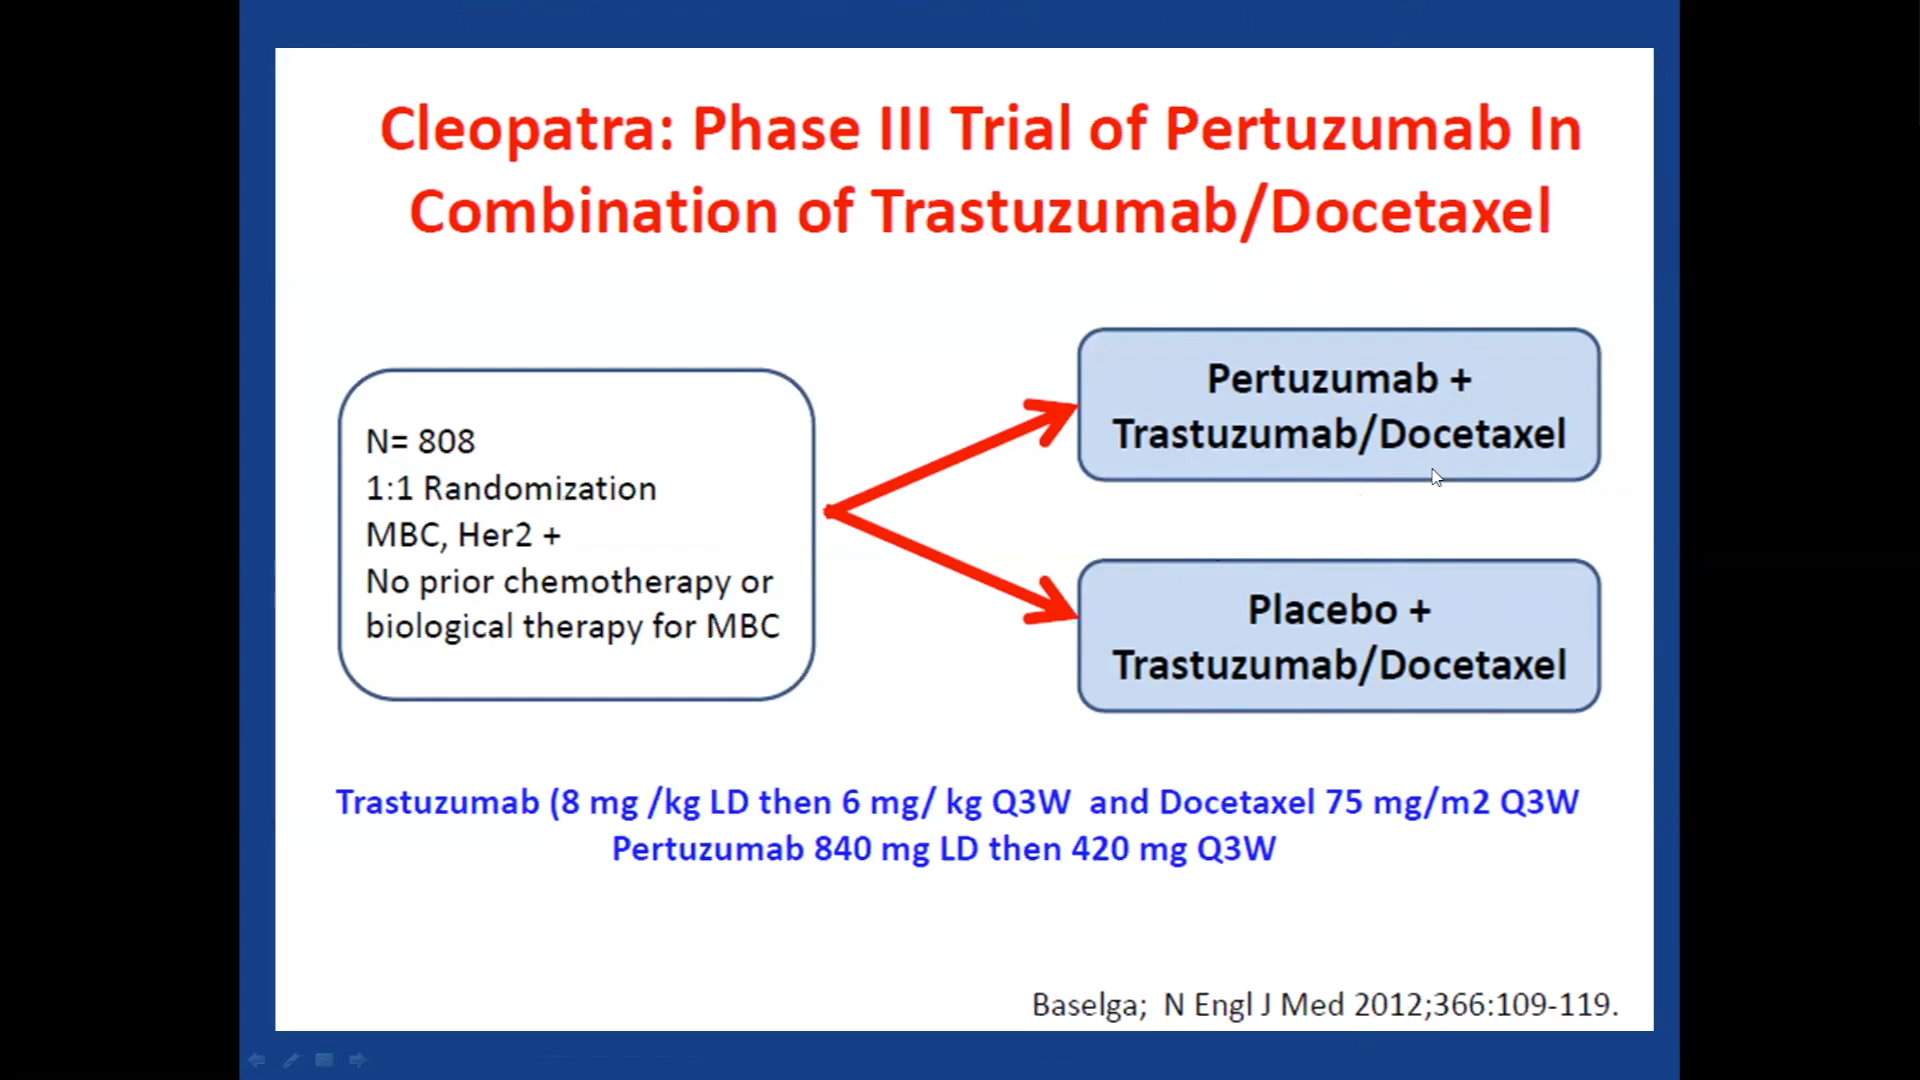 Cleopatra: Phase III Trial of Pertuzumab In
Combination of Trastuzumab/Docetaxel
N= 808
1:1 Randomization
MBC, Her2 +
No prior chemotherapy or
biological therapy for MBC
Pertuzumab +
Trastuzumab/Docetaxel
Placebo +
Trastuzumab/Docetaxel
Trastuzumab (8 mg /kg LD then 6 mg/ kg Q3W  and Docetaxel 75 mg/m2 Q3W
Pertuzumab 840 mg LD then 420 mg Q3W
Baselga;  N Engl J Med 2012;366:109-119.